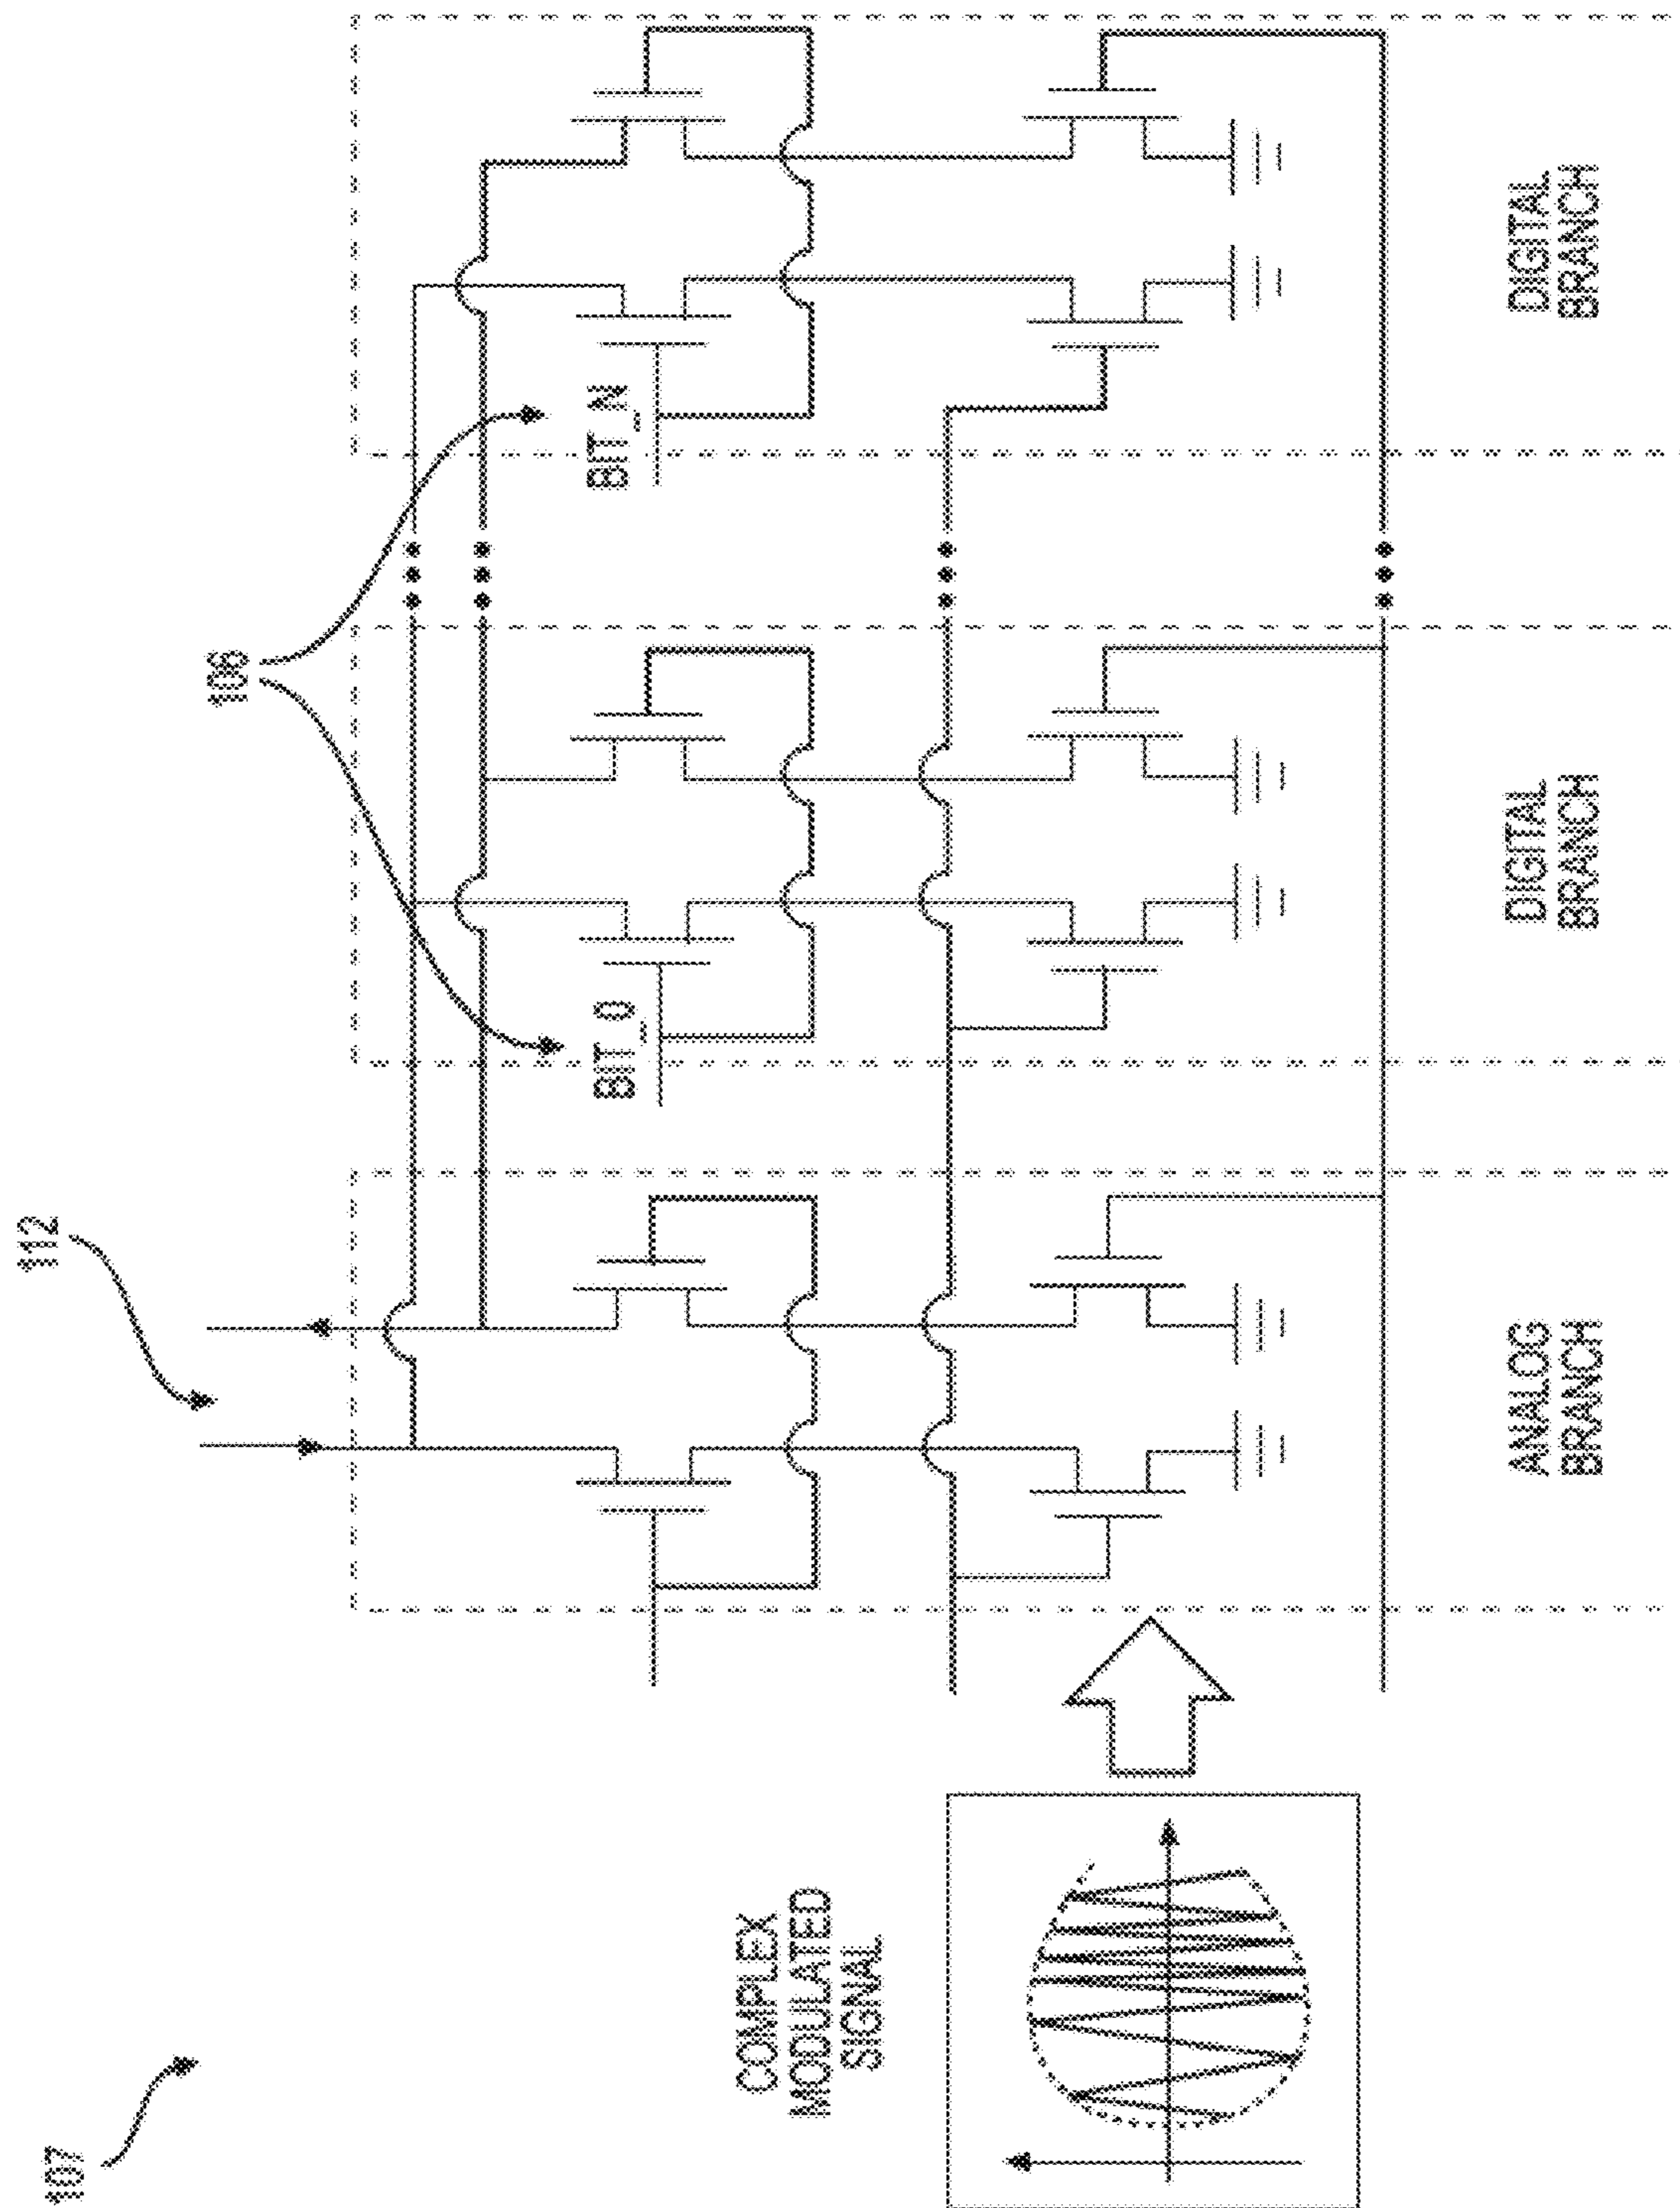 107
112
106
COMPLEX
MODULATED
SIGNAL
BIT_0
BIT_N
ANALOG
BRANCH
DIGITAL
BRANCH
DIGITAL
BRANCH